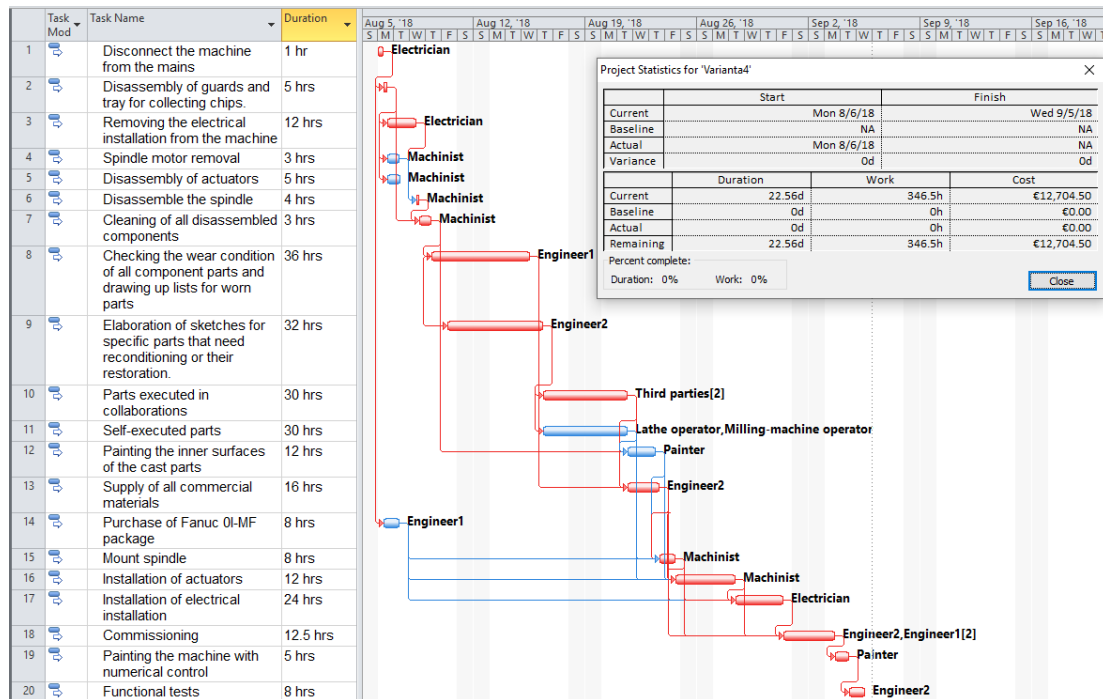 Task Mod Task Name Duration
Aug 5, '18 Aug 12, '18 Aug 19, '18 Aug 26, '18 Sep 2, '18 Sep 9, '18 Sep 16, '18
S M T W T F S S M T W T F S S M T W T F S S M T W T F S S M T W T F S S M T W T F S S M T W T
1 Disconnect the machine from the mains 1 hr
Electrician
2 Disassembly of guards and tray for collecting chips. 5 hrs
3 Removing the electrical installation from the machine 12 hrs
Electrician
4 Spindle motor removal 3 hrs
Machinist
5 Disassembly of actuators 5 hrs
Machinist
6 Disassemble the spindle 4 hrs
Machinist
7 Cleaning of all disassembled components 3 hrs
Machinist
8 Checking the wear condition of all component parts and drawing up lists for worn parts 36 hrs
Engineer1
9 Elaboration of sketches for specific parts that need reconditioning or their restoration. 32 hrs
Engineer2
10 Parts executed in collaborations 30 hrs
Third parties[2]
11 Self-executed parts 30 hrs
Lathe operator,Milling-machine operator
12 Painting the inner surfaces of the cast parts 12 hrs
Painter
13 Supply of all commercial materials 16 hrs
Engineer2
14 Purchase of Fanuc 0I-MF package 8 hrs
Engineer1
15 Mount spindle 8 hrs
Machinist
16 Installation of actuators 12 hrs
Machinist
17 Installation of electrical installation 24 hrs
Electrician
18 Commissioning 12.5 hrs
Engineer2,Engineer1[2]
19 Painting the machine with numerical control 5 hrs
Painter
20 Functional tests 8 hrs
Engineer2
Project Statistics for 'Varianta4'
Start Finish
Current Mon 8/6/18 Wed 9/5/18
Baseline NA NA
Actual Mon 8/6/18 NA
Variance 0d 0d
Duration Work Cost
Current 22.56d 346.5h €12,704.50
Baseline 0d 0h €0.00
Actual 0d 0h €0.00
Remaining 22.56d 346.5h €12,704.50
Percent complete:
Duration: 0% Work: 0%
Close